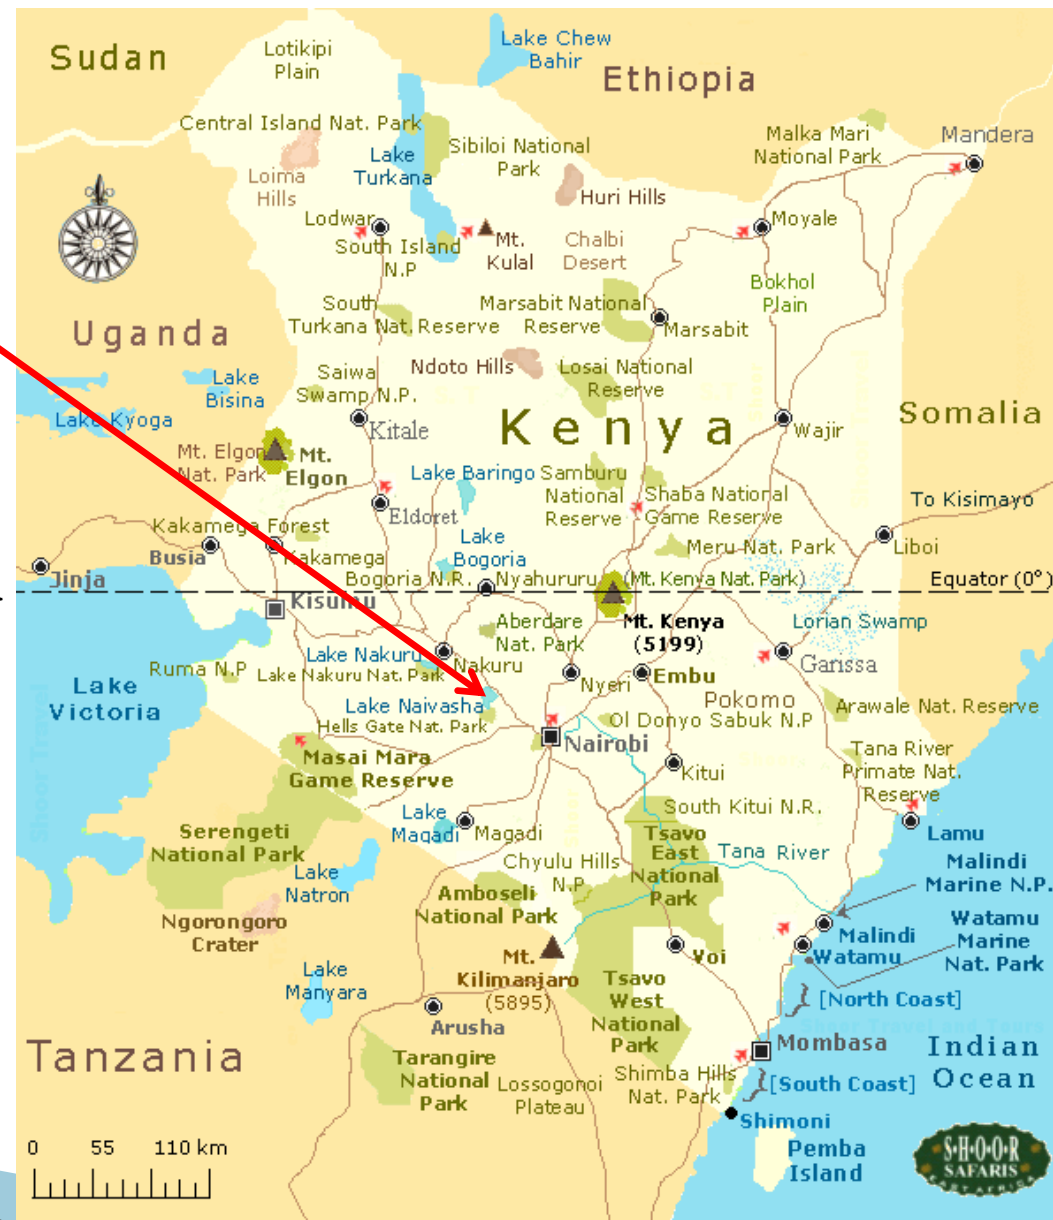 Sudan
Lotikipi
Plain
Lake Chew
Bahir
Ethiopia
Central Island Nat. Park
Lake
Turkana
Sibiloi National
Park
Malka Mari
National Park
Mandera
Loima
Hills
Huri Hills
Lodwar
South Island
N.P
Mt.
Kulal
Chalbi
Desert
Moyale
Bokhol
Plain
Uganda
South
Turkana Nat. Reserve
Marsabit National
Reserve
Marsabit
Ndoto Hills
Losai National
Reserve
Lake
Bisina
Saiwa
Swamp N.P.
Lake Kyoga
Kitale
Kenya
Wajir
Somalia
Mt. Elgon
Nat. Park
Mt.
Elgon
Lake Baringo
Samburu
National
Reserve
Shaba National
Game Reserve
To Kisimayo
Eldoret
Kakamega Forest
Busia
Kakamega
Lake
Bogoria
Meru Nat. Park
Liboi
Jinja
Bogoria N.R.
Nyahururu
(Mt. Kenya Nat. Park)
Equator (0°)
Kisumu
Aberdare
Nat. Park
Mt. Kenya
(5199)
Lorian Swamp
Ruma N.P
Lake Nakuru
Nakuru
Lake Nakuru Nat. Park
Nyeri
Embu
Garissa
Lake
Victoria
Lake Naivasha
Hells Gate Nat. Park
Pokomo
Ol Donyo Sabuk N.P
Arawale Nat. Reserve
Nairobi
Masai Mara
Game Reserve
Kitui
Tana River
Primate Nat.
Reserve
Lake
Magadi
Magadi
South Kitui N.R.
Lamu
Serengeti
National Park
Tsavo
East
National
Park
Tana River
Malindi
Marine N.P.
Lake
Natron
Chyulu Hills
N.P.
Amboseli
National Park
Ngorongoro
Crater
Watamu
Marine
Nat. Park
Malindi
Watamu
Voi
Mt.
Kilimanjaro
(5895)
Lake
Manyara
Tsavo
West
National
Park
[North Coast]
Arusha
Tanzania
Mombasa
Indian
Ocean
Tarangire
National
Park
Lossogonoi
Plateau
Shimba Hills
Nat. Park
[South Coast]
Shimoni
Pemba
Island
0 55 110 km
S·H·O·O·R
SAFARIS
EAST AFRICA